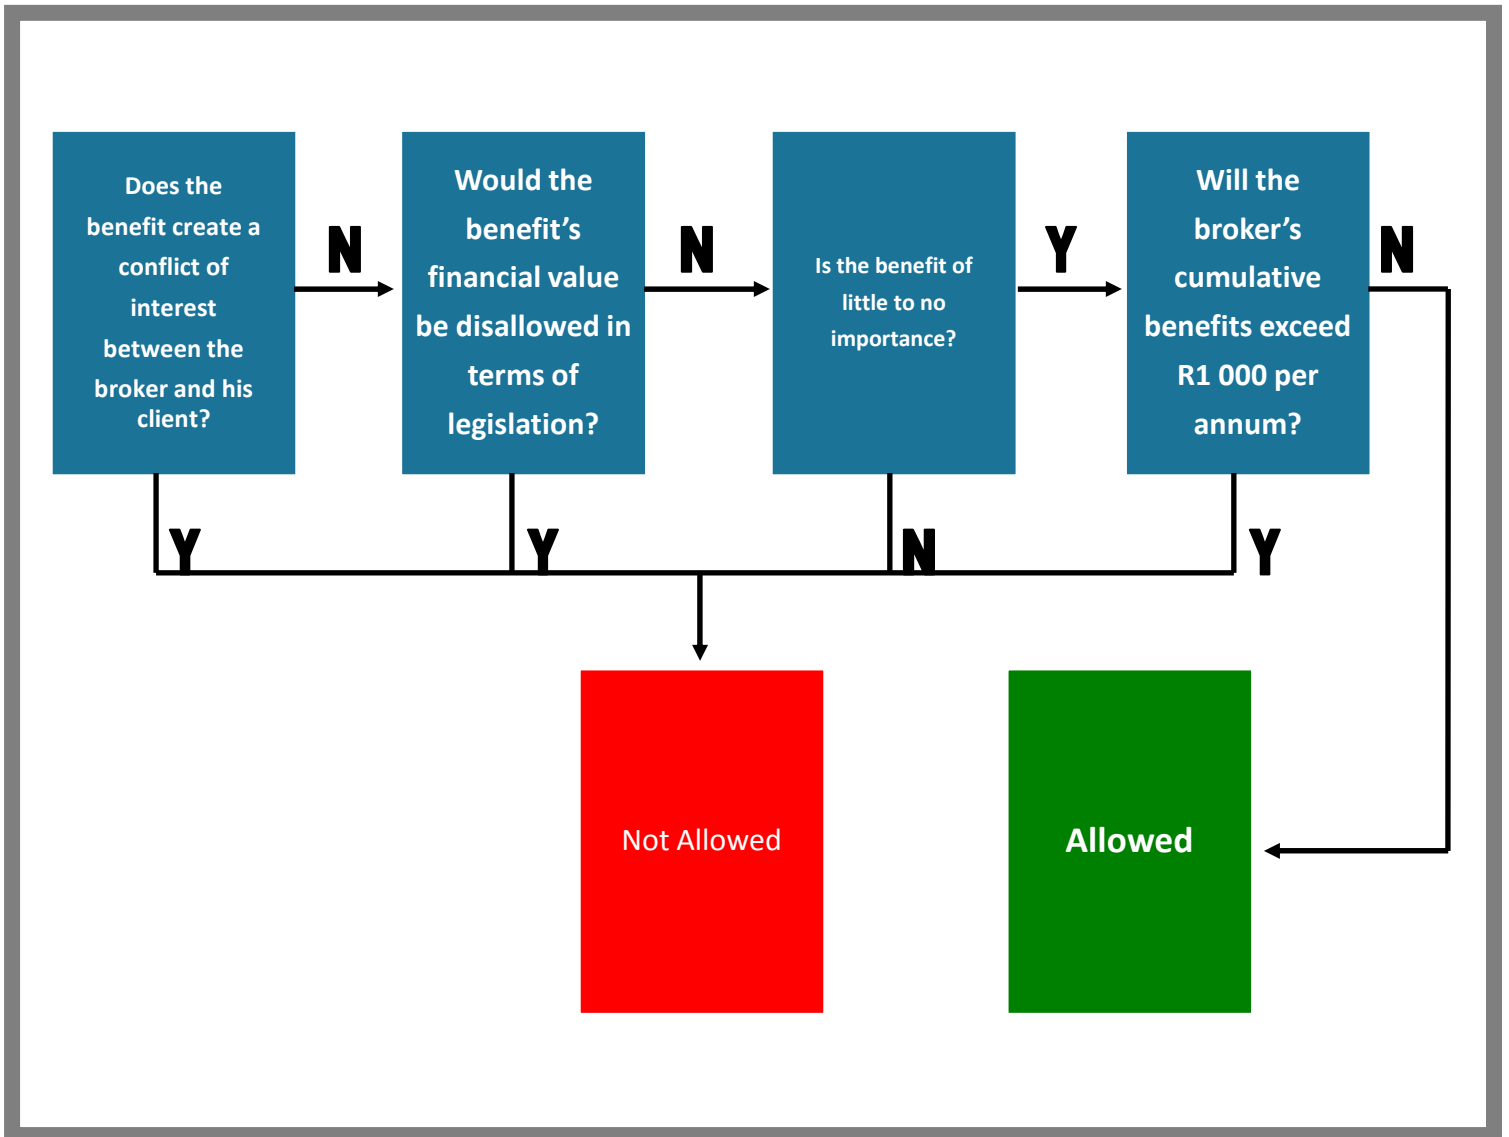 Does the
benefit create a
conflict of
interest
between the
broker and his
client?
N
Would the
benefit’s
financial value
be disallowed in
terms of
legislation?
N
Is the benefit of
little to no
importance?
Y
Will the
broker’s
cumulative
benefits exceed
R1 000 per
annum?
N
Y
Y
N
Y
Not Allowed
Allowed